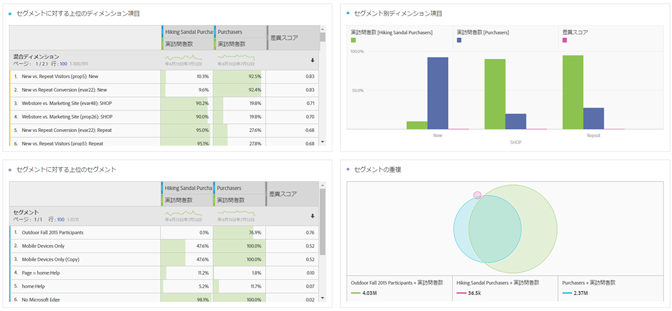 セグメントに対する上位のディメンション項目
Hiking Sandal Purcha
Purchasers
差異スコア
実訪問者数
実訪問者数
混合ディメンション
ページ： 1 / 2 > 行： 100
1. New vs. Repeat Visitors (prop5): New 10.3% 92.5% 0.83
2. New vs Repeat Conversion (evar22): New 9.6% 92.4% 0.83
3. Webstore vs. Marketing Site (evar48): SHOP 90.2% 19.8% 0.71
4. Webstore vs. Marketing Site (prop26): SHOP 90.0% 19.8% 0.70
5. New vs Repeat Conversion (evar22): Repeat 95.0% 27.6% 0.68
6. New vs. Repeat Visitors (prop5): Repeat 95.1% 27.8% 0.68
セグメント別ディメンション項目
実訪問者数 [Hiking Sandal Purchasers]
実訪問者数 [Purchasers]
差異スコア
100.0%
50.0%
0.0%
New
SHOP
Repeat
セグメントに対する上位のセグメント
Hiking Sandal Purcha
Purchasers
差異スコア
実訪問者数
実訪問者数
セグメント
ページ： 1 / 1 行： 100
1. Outdoor Fall 2015 Participants 0.1% 76.9% 0.76
2. Mobile Devices Only 47.6% 100.0% 0.52
3. Mobile Devices Only (Copy) 47.6% 100.0% 0.52
4. Page = home:Help 11.2% 1.8% 0.10
5. home:Help 5.2% 11.7% 0.07
6. No Microsoft Edge 98.1% 100.0% 0.02
セグメントの重複
Outdoor Fall 2015 Participants + 実訪問者数
4.03M
Hiking Sandal Purchasers + 実訪問者数
36.5k
Purchasers + 実訪問者数
2.37M